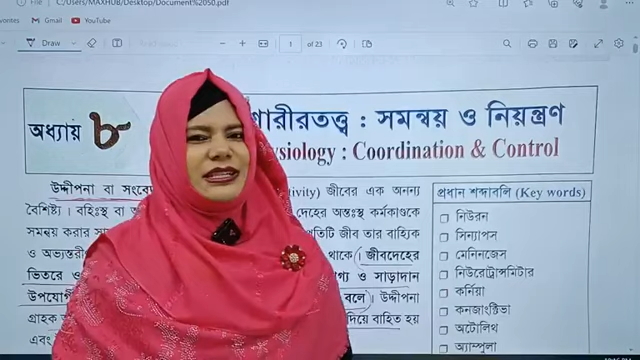 File C:/Users/MAXHUB/Desktop/Document%2050.pdf
Gmail YouTube
Draw 1 of 23
অধ্যায় ৮
শারীরতত্ত্ব : সমন্বয় ও নিয়ন্ত্রণ
ysiology : Coordination & Control
উদ্দীপনা বা সংবে tivity) জীবের এক অনন্য
বৈশিষ্ট্য। বহিঃস্থ বা দেহের অন্তঃস্থ কর্মকাণ্ডকে
সমন্বয় করার প্রতিটি জীব তার বাহ্যিক
ও অভ্যন্তরী থাকে। জীবদেহের
ভিতরে ও গ্য ও সাড়াদান
উপযোগী বলে। উদ্দীপনা
গ্রাহক দিয়ে বাহিত হয়
এবং
প্রধান শব্দাবলি (Key words)
নিউরন
সিন্যাপস
মেনিনজেস
নিউরোট্রান্সমিটার
কর্নিয়া
কনজাংক্টিভা
অটোলিথ
অ্যাম্পুলা